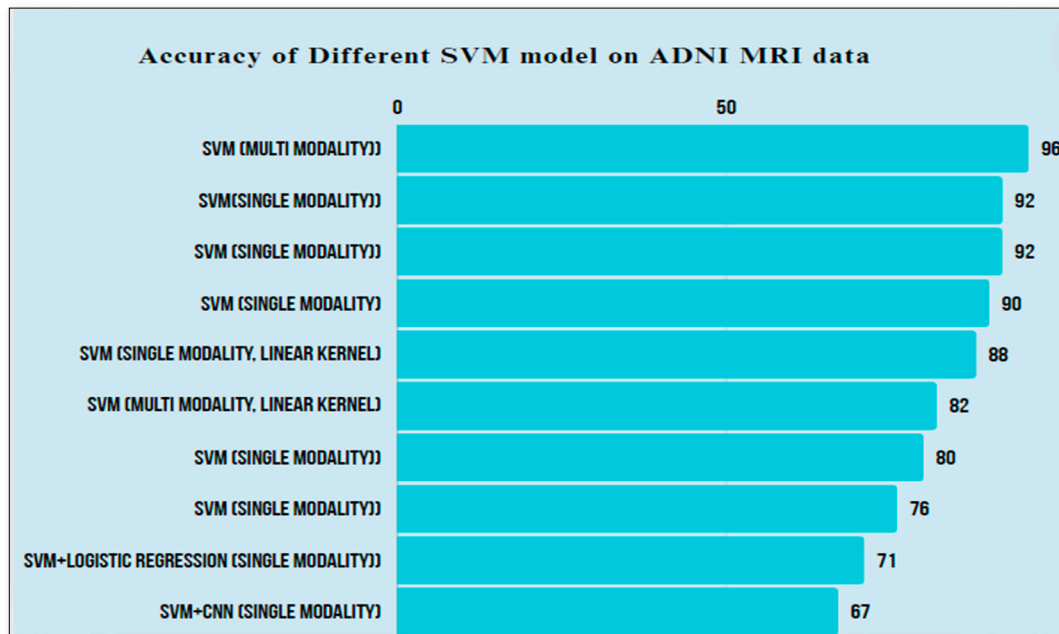 Accuracy of Different SVM model on ADNI MRI data
0 50
SVM (MULTI MODALITY)) 96
SVM(SINGLE MODALITY)) 92
SVM (SINGLE MODALITY)) 92
SVM (SINGLE MODALITY) 90
SVM (SINGLE MODALITY, LINEAR KERNEL) 88
SVM (MULTI MODALITY, LINEAR KERNEL) 82
SVM (SINGLE MODALITY)) 80
SVM (SINGLE MODALITY)) 76
SVM+LOGISTIC REGRESSION (SINGLE MODALITY)) 71
SVM+CNN (SINGLE MODALITY) 67